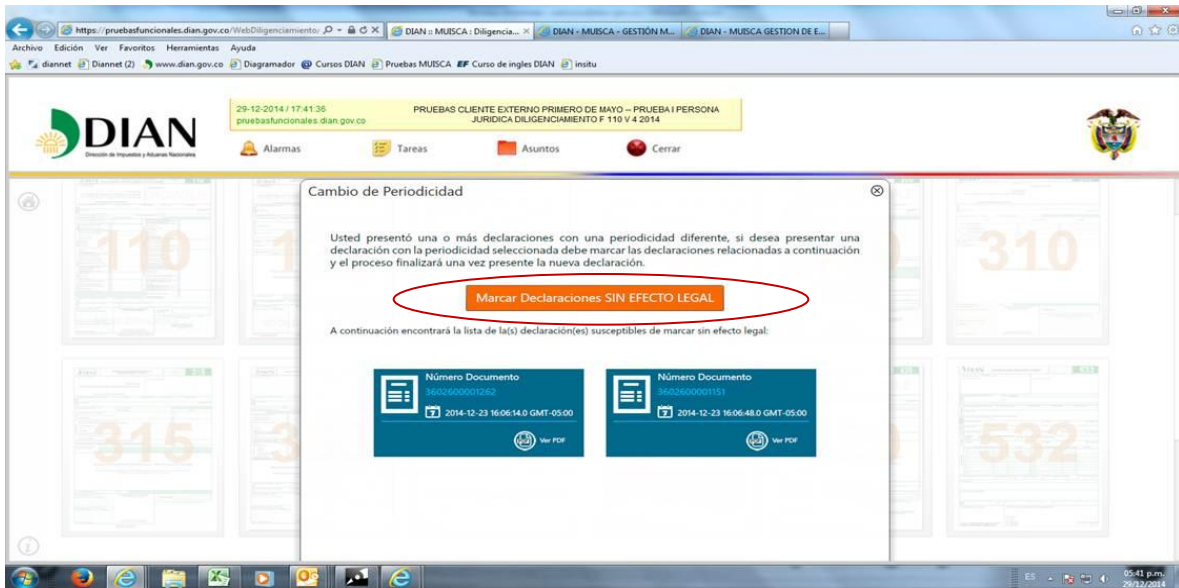 https://pruebasfuncionales.dian.gov.co/WebDiligenciamiento/
DIAN :: MUISCA : Diligencia...
DIAN - MUISCA - GESTIÓN M...
DIAN - MUISCA GESTION DE E...
Archivo Edición Ver Favoritos Herramientas Ayuda
diannet Diannet (2) www.dian.gov.co Diagramador Cursos DIAN Pruebas MUISCA EF Curso de ingles DIAN insitu
DIAN
Dirección de Impuestos y Aduanas Nacionales
29-12-2014 / 17:41:36
pruebasfuncionales.dian.gov.co
PRUEBAS CLIENTE EXTERNO PRIMERO DE MAYO – PRUEBA I PERSONA
JURIDICA DILIGENCIAMIENTO F 110 V 4 2014
Alarmas Tareas Asuntos Cerrar
Cambio de Periodicidad
Usted presentó una o más declaraciones con una periodicidad diferente, si desea presentar una
declaración con la periodicidad seleccionada debe marcar las declaraciones relacionadas a continuación
y el proceso finalizará una vez presente la nueva declaración.
Marcar Declaraciones SIN EFECTO LEGAL
A continuación encontrará la lista de la(s) declaración(es) susceptibles de marcar sin efecto legal:
Número Documento
3602600001262
2014-12-23 16:06:14.0 GMT-05:00
Ver PDF
Número Documento
3602600001151
2014-12-23 16:06:48.0 GMT-05:00
Ver PDF
110
310
315
532
ES
05:41 p.m.
29/12/2014